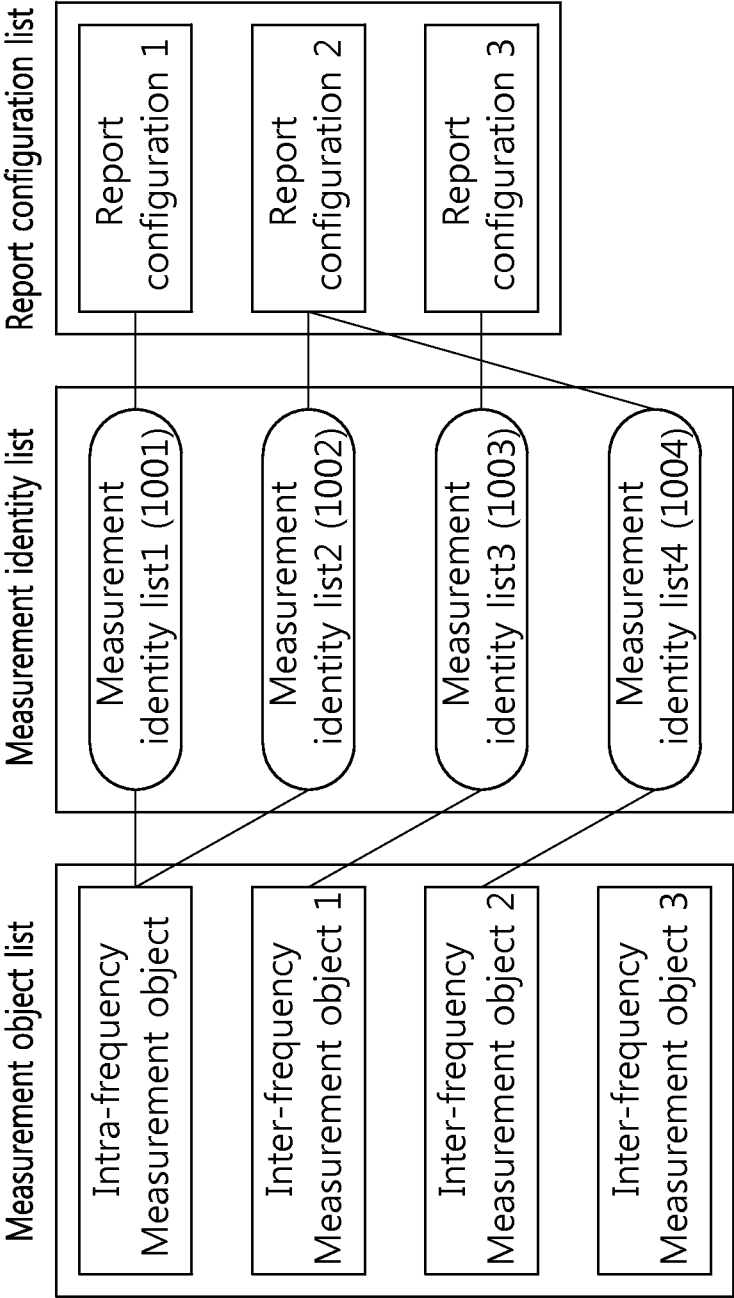 Measurement object list
Intra-frequency
Measurement object
Inter-frequency
Measurement object 1
Inter-frequency
Measurement object 2
Inter-frequency
Measurement object 3
Measurement identity list
Measurement
identity list1 (1001)
Measurement
identity list2 (1002)
Measurement
identity list3 (1003)
Measurement
identity list4 (1004)
Report configuration list
Report
configuration 1
Report
configuration 2
Report
configuration 3